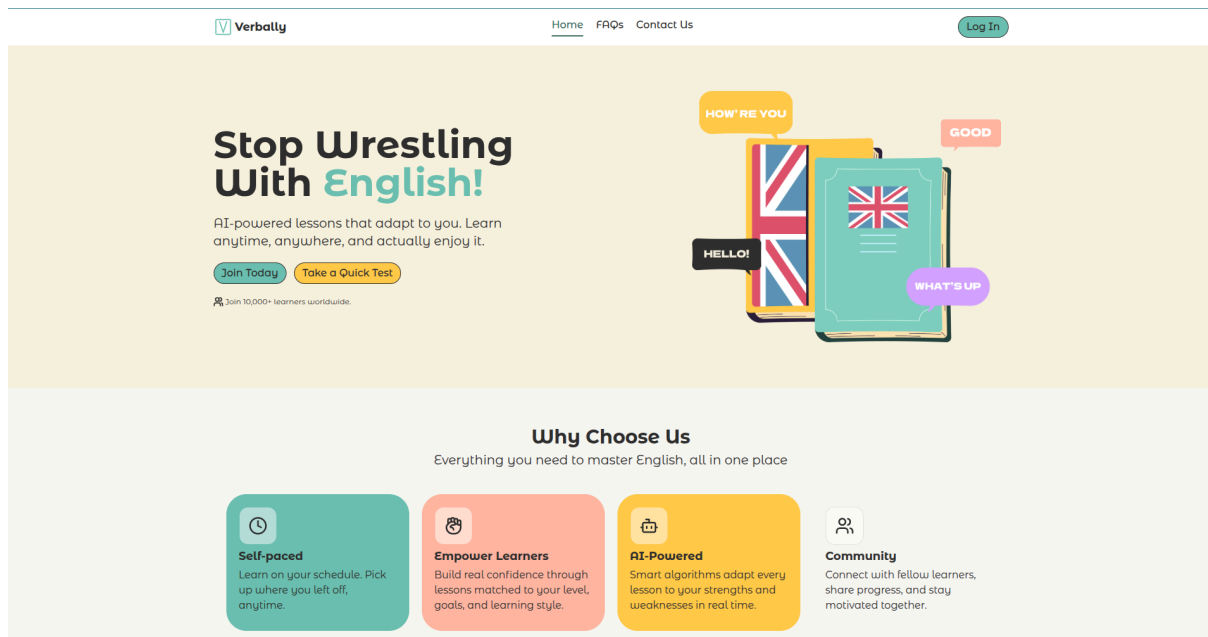 Verbally
Home FAQs Contact Us
Log In
Stop Wrestling
With English!
AI-powered lessons that adapt to you. Learn
anytime, anywhere, and actually enjoy it.
Join Today Take a Quick Test
Join 10,000+ learners worldwide.
HOW'RE YOU
GOOD
HELLO!
WHAT'S UP
Why Choose Us
Everything you need to master English, all in one place
Self-paced
Learn on your schedule. Pick
up where you left off,
anytime.
Empower Learners
Build real confidence through
lessons matched to your level,
goals, and learning style.
AI-Powered
Smart algorithms adapt every
lesson to your strengths and
weaknesses in real time.
Community
Connect with fellow learners,
share progress, and stay
motivated together.